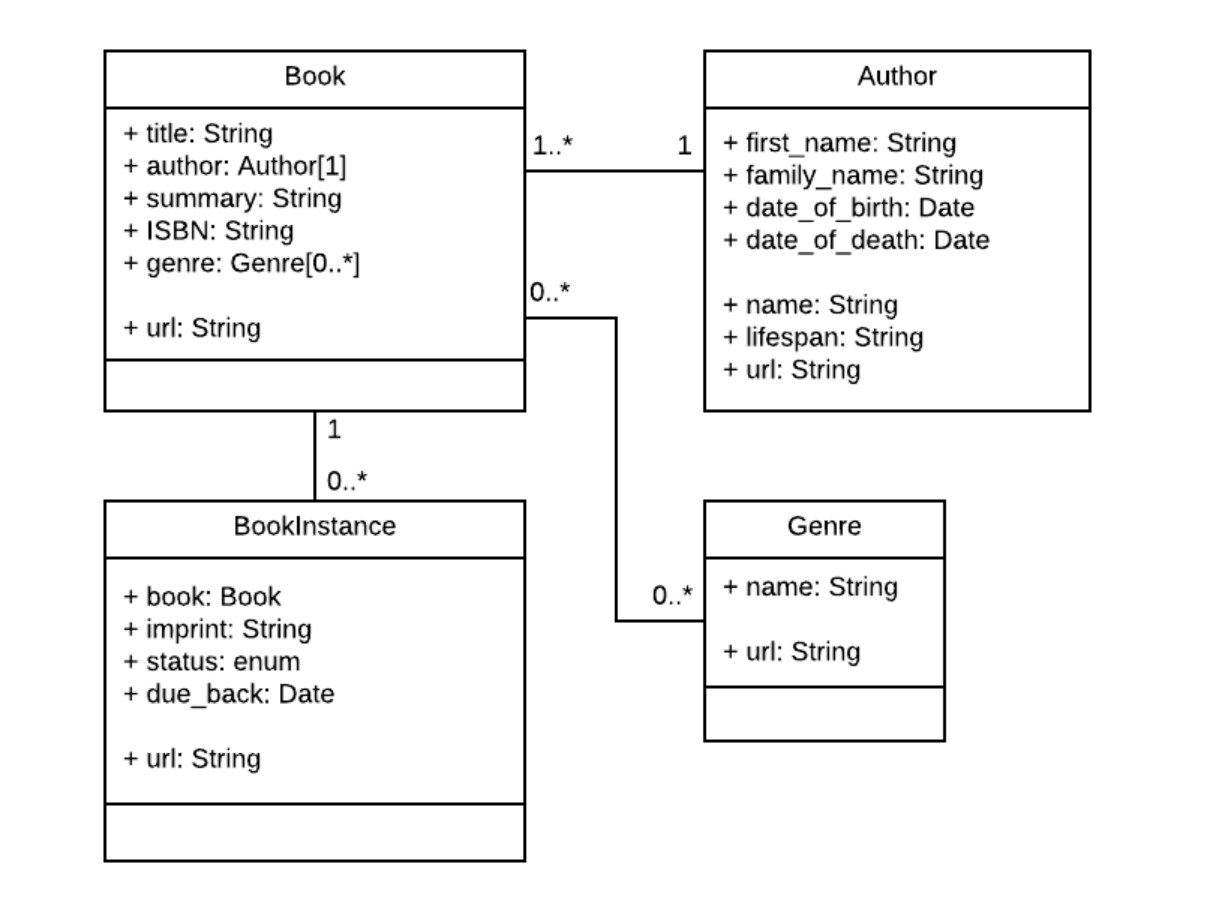 Book
+ title: String
+ author: Author[1]
+ summary: String
+ ISBN: String
+ genre: Genre[0..*]
+ url: String
1..*
1
0..*
Author
+ first_name: String
+ family_name: String
+ date_of_birth: Date
+ date_of_death: Date
+ name: String
+ lifespan: String
+ url: String
1
0..*
BookInstance
+ book: Book
+ imprint: String
+ status: enum
+ due_back: Date
+ url: String
0..*
Genre
+ name: String
+ url: String